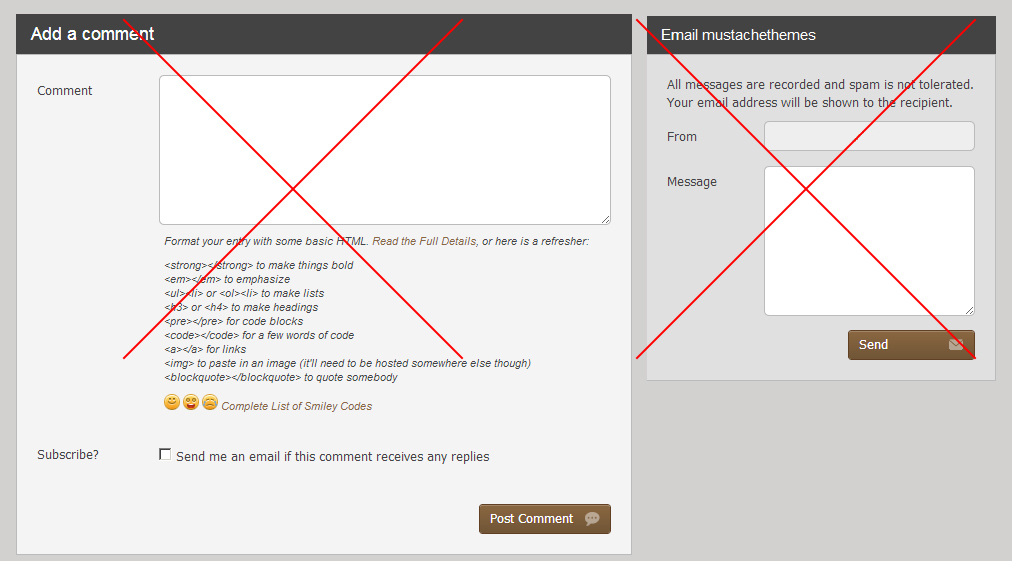 Add a comment
Comment
Format your entry with some basic HTML. Read the Full Details, or here is a refresher:
<strong></strong> to make things bold
<em></em> to emphasize
<ul><li> or <ol><li> to make lists
<h3> or <h4> to make headings
<pre></pre> for code blocks
<code></code> for a few words of code
<a></a> for links
<img> to paste in an image (it'll need to be hosted somewhere else though)
<blockquote></blockquote> to quote somebody
Complete List of Smiley Codes
Subscribe?
Send me an email if this comment receives any replies
Post Comment
Email mustachethemes
All messages are recorded and spam is not tolerated.
Your email address will be shown to the recipient.
From
Message
Send